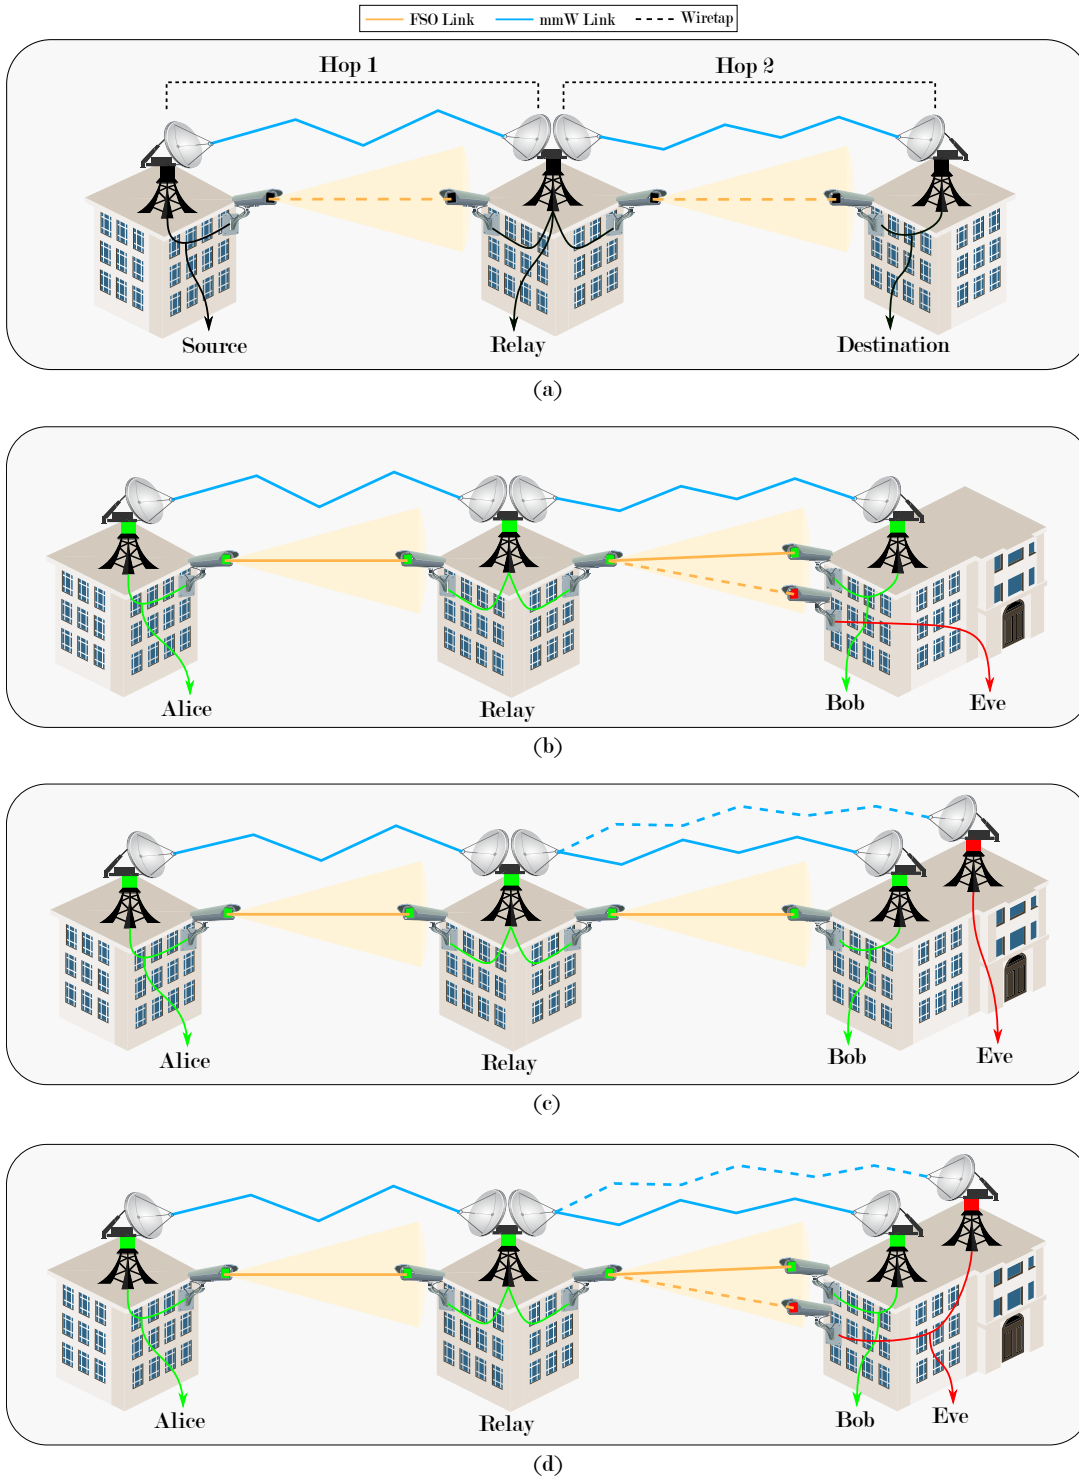 FSO Link mmW Link Wiretap
Hop 1 Hop 2
Source Relay Destination
(a)
Alice Relay Bob Eve
(b)
Alice Relay Bob Eve
(c)
Alice Relay Bob Eve
(d)